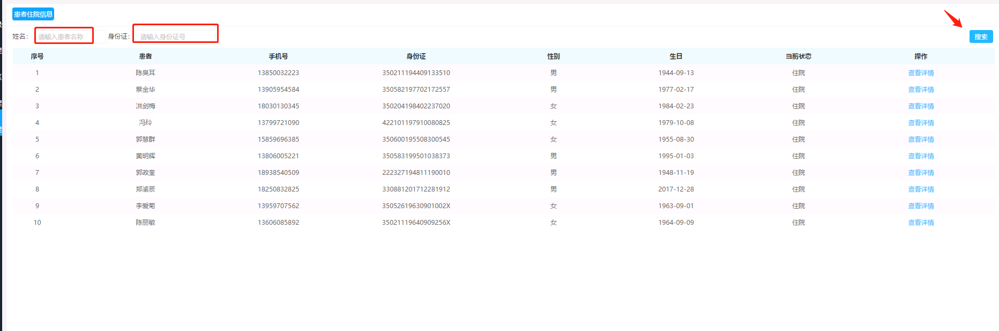 患者住院信息
姓名： 请输入患者名称 身份证： 请输入身份证号 搜索
序号 患者 手机号 身份证 性别 生日 当前状态 操作
1 陈臭耳 13850032223 350211194409133510 男 1944-09-13 住院 查看详情
2 蔡金华 13905954584 350582197702172557 男 1977-02-17 住院 查看详情
3 洪剑梅 18030130345 350204198402237020 女 1984-02-23 住院 查看详情
4 冯玲 13799721090 422101197910080825 女 1979-10-08 住院 查看详情
5 郭慧群 15859696385 350600195508300545 女 1955-08-30 住院 查看详情
6 黄明辉 13806005221 350583199501038373 男 1995-01-03 住院 查看详情
7 郭政奎 18938540509 222327194811190010 男 1948-11-19 住院 查看详情
8 郑渝辰 18250832825 330881201712281912 男 2017-12-28 住院 查看详情
9 李爱菊 13959707562 35052619630901002X 女 1963-09-01 住院 查看详情
10 陈丽敏 13606085892 35021119640909256X 女 1964-09-09 住院 查看详情